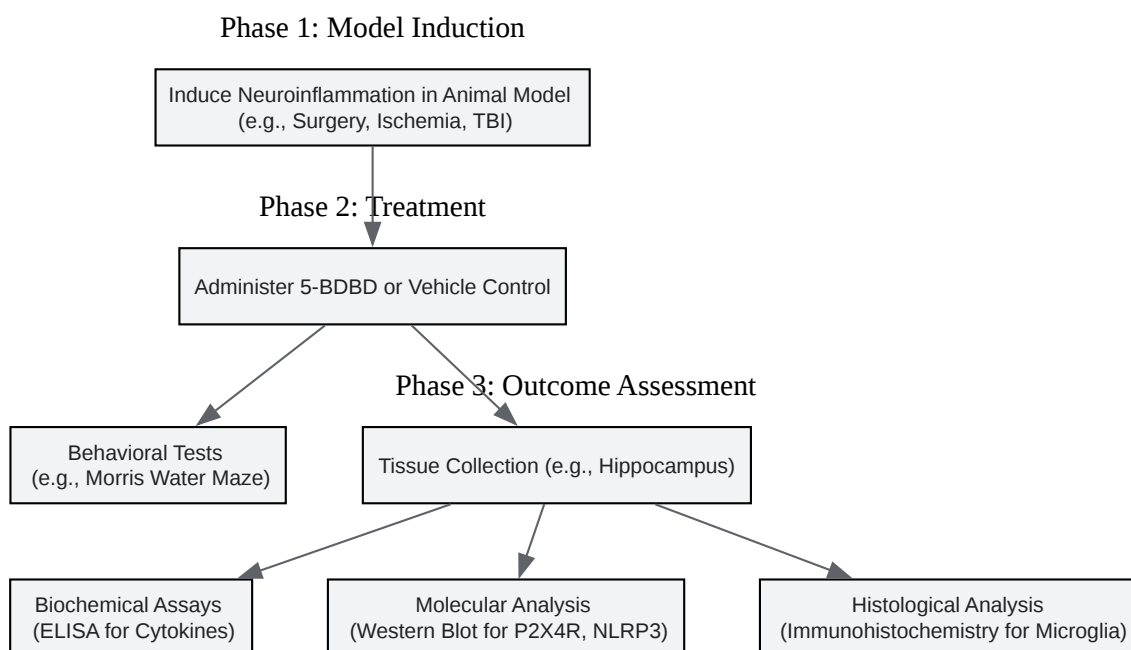 Phase 1: Model Induction
Induce Neuroinflammation in Animal Model
(e.g., Surgery, Ischemia, TBI)
Phase 2: Treatment
Administer 5-BDBD or Vehicle Control
Phase 3: Outcome Assessment
Behavioral Tests
(e.g., Morris Water Maze)
Tissue Collection (e.g., Hippocampus)
Biochemical Assays
(ELISA for Cytokines)
Molecular Analysis
(Western Blot for P2X4R, NLRP3)
Histological Analysis
(Immunohistochemistry for Microglia)